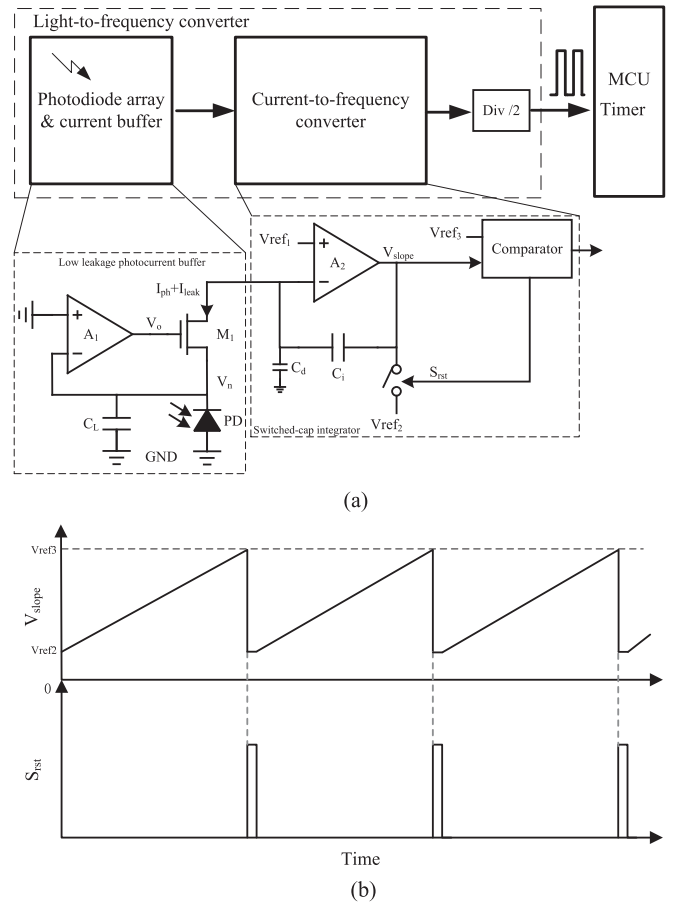 Light-to-frequency converter
Photodiode array
& current buffer
Current-to-frequency
converter
Div /2
MCU
Timer
Low leakage photocurrent buffer
Iph+Ileak
A1
Vo
M1
Vn
CL
PD
GND
Vref1
A2
Vslope
Vref3
Comparator
Cd
Ci
Srst
Vref2
Switched-cap integrator
(a)
Vref3
Vslope
Vref2
0
Srst
Time
(b)